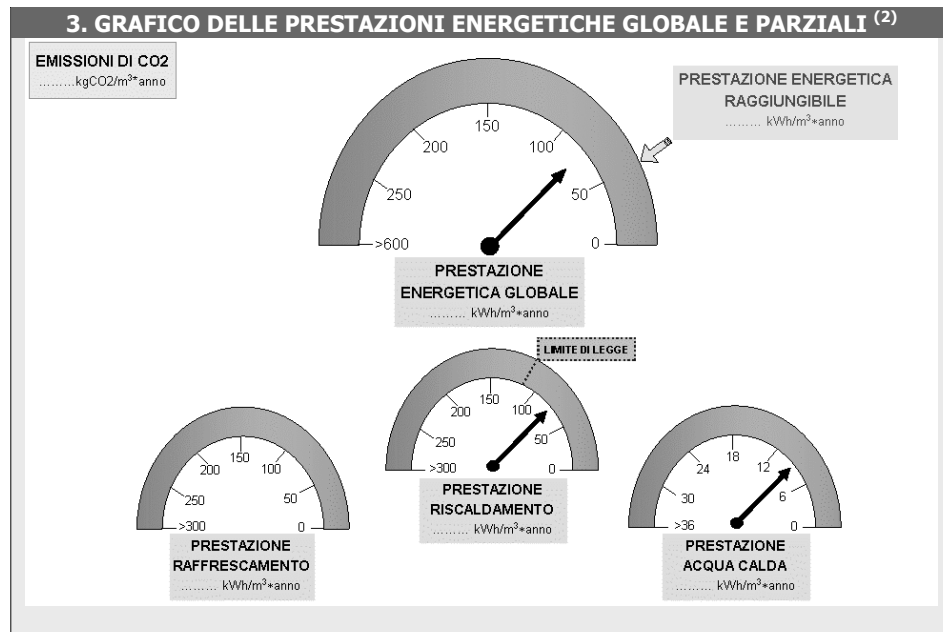 3. GRAFICO DELLE PRESTAZIONI ENERGETICHE GLOBALE E PARZIALI (2)
EMISSIONI DI CO2
.........kgCO2/m³*anno
PRESTAZIONE ENERGETICA
RAGGIUNGIBILE
......... kWh/m³*anno
>600
250
200
150
100
50
0
PRESTAZIONE
ENERGETICA GLOBALE
......... kWh/m³*anno
LIMITE DI LEGGE
>300
250
200
150
100
50
0
PRESTAZIONE
RISCALDAMENTO
......... kWh/m³*anno
>300
250
200
150
100
50
0
PRESTAZIONE
RAFFRESCAMENTO
......... kWh/m³*anno
>36
30
24
18
12
6
0
PRESTAZIONE
ACQUA CALDA
......... kWh/m³*anno